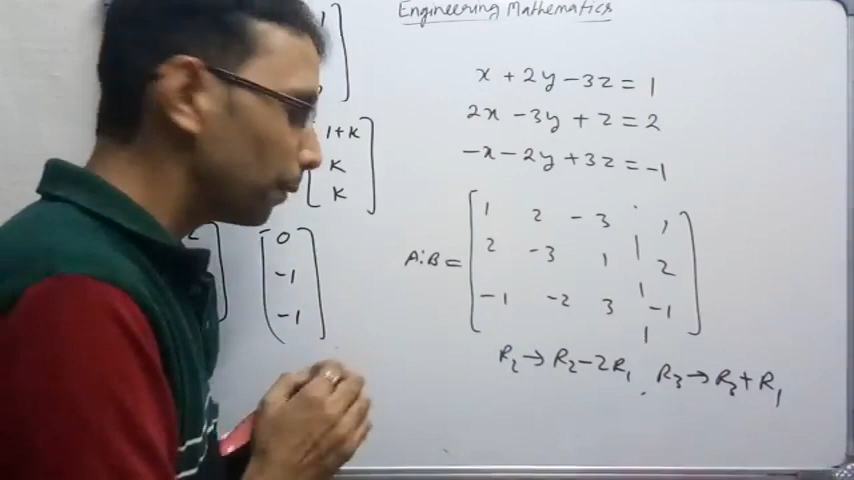 Engineering Mathematics
x + 2y - 3z = 1
2x - 3y + z = 2
-x - 2y + 3z = -1
A:B = [ 1 2 -3 | 1
2 -3 1 | 2
-1 -2 3 | -1 ]
R2 → R2 - 2R1 . R3 → R3 + R1
1
1+K
K
K
0
-1
-1